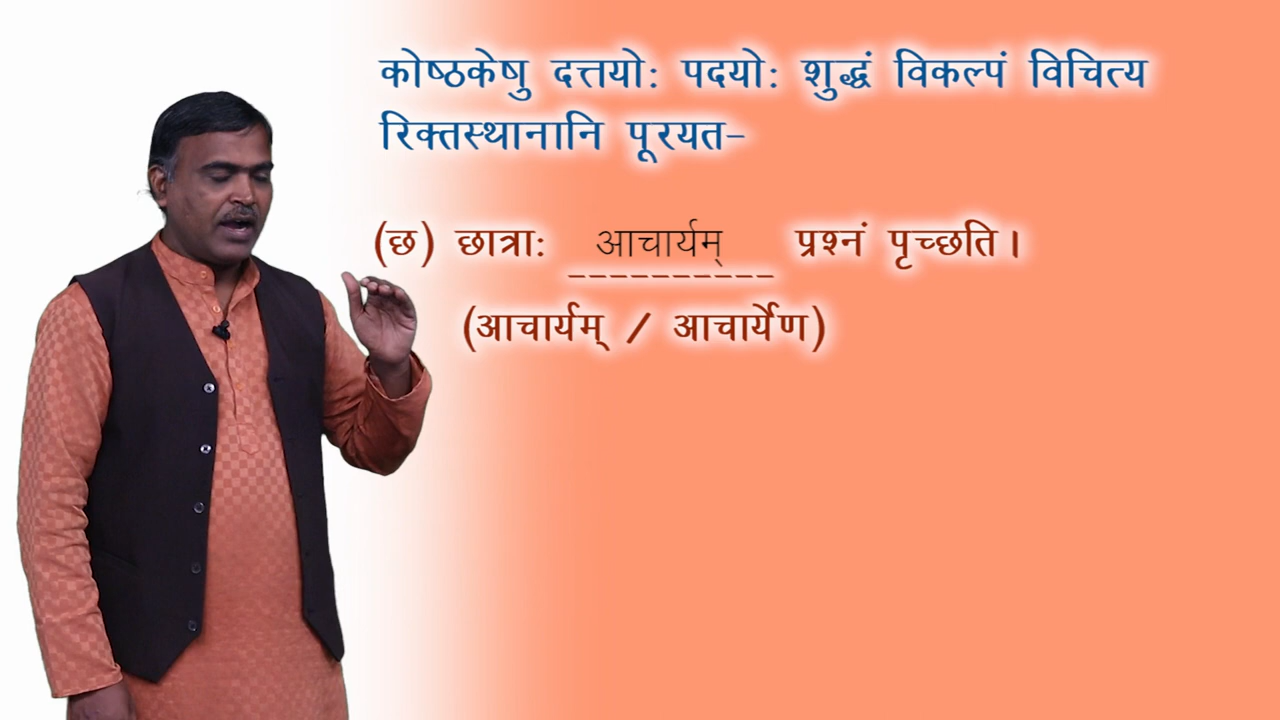 कोष्ठकेषु दत्तयोः पदयोः शुद्धं विकल्पं विचित्य
रिक्तस्थानानि पूरयत-
(छ) छात्राः आचार्यम् प्रश्नं पृच्छति।
(आचार्यम् / आचार्येण)